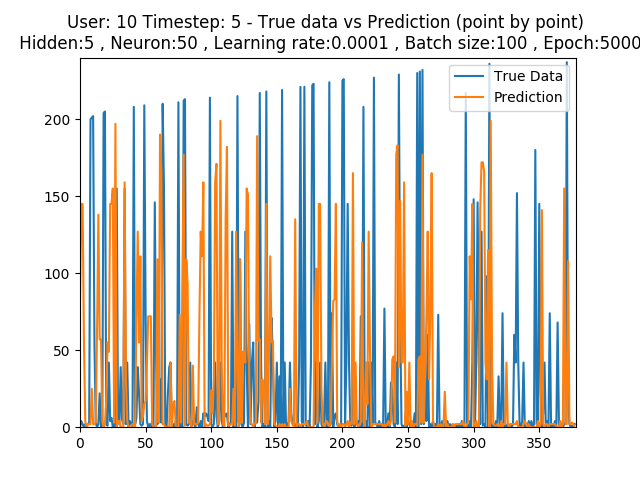 User: 10 Timestep: 5 - True data vs Prediction (point by point)
Hidden:5 , Neuron:50 , Learning rate:0.0001 , Batch size:100 , Epoch:5000
True Data
Prediction
200
150
100
50
0
0 50 100 150 200 250 300 350